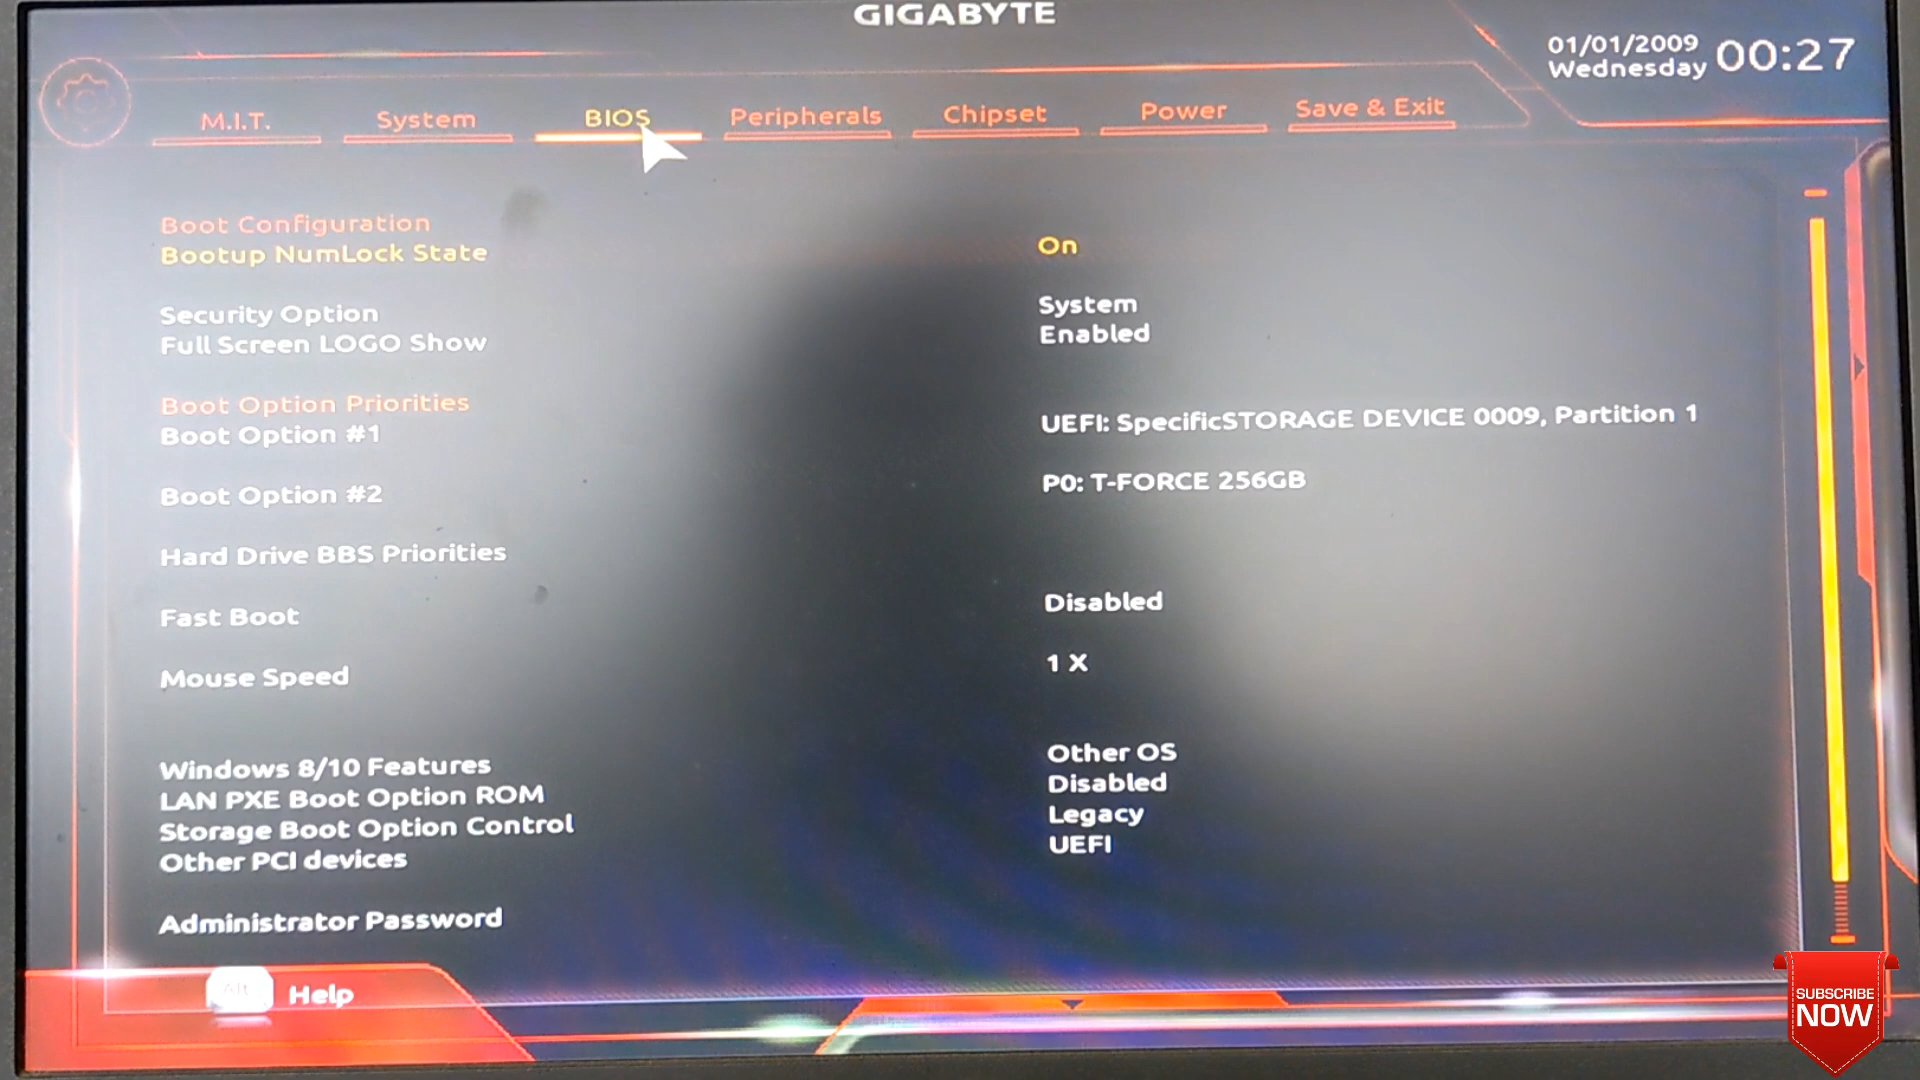 GIGABYTE
01/01/2009
Wednesday
00:27
M.I.T.
System
BIOS
Peripherals
Chipset
Power
Save & Exit
Boot Configuration
Bootup NumLock State
On
Security Option
System
Full Screen LOGO Show
Enabled
Boot Option Priorities
Boot Option #1
UEFI: SpecificSTORAGE DEVICE 0009, Partition 1
Boot Option #2
P0: T-FORCE 256GB
Hard Drive BBS Priorities
Fast Boot
Disabled
Mouse Speed
1 X
Windows 8/10 Features
Other OS
LAN PXE Boot Option ROM
Disabled
Storage Boot Option Control
Legacy
Other PCI devices
UEFI
Administrator Password
Alt
Help
SUBSCRIBE
NOW